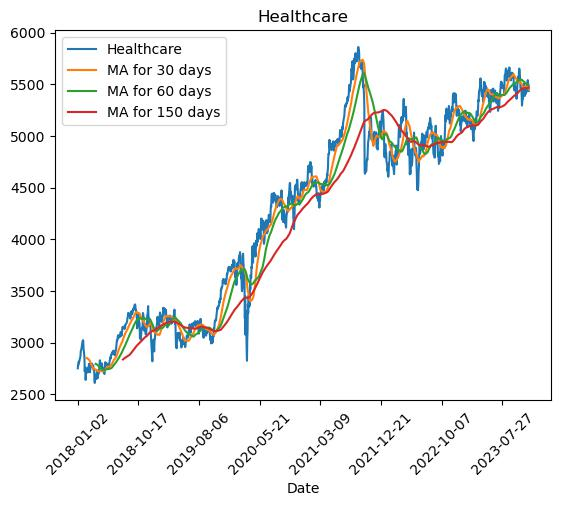 Healthcare
6000
5500
5000
4500
4000
3500
3000
2500
Healthcare
MA for 30 days
MA for 60 days
MA for 150 days
2018-01-02
2018-10-17
2019-08-06
2020-05-21
2021-03-09
2021-12-21
2022-10-07
2023-07-27
Date